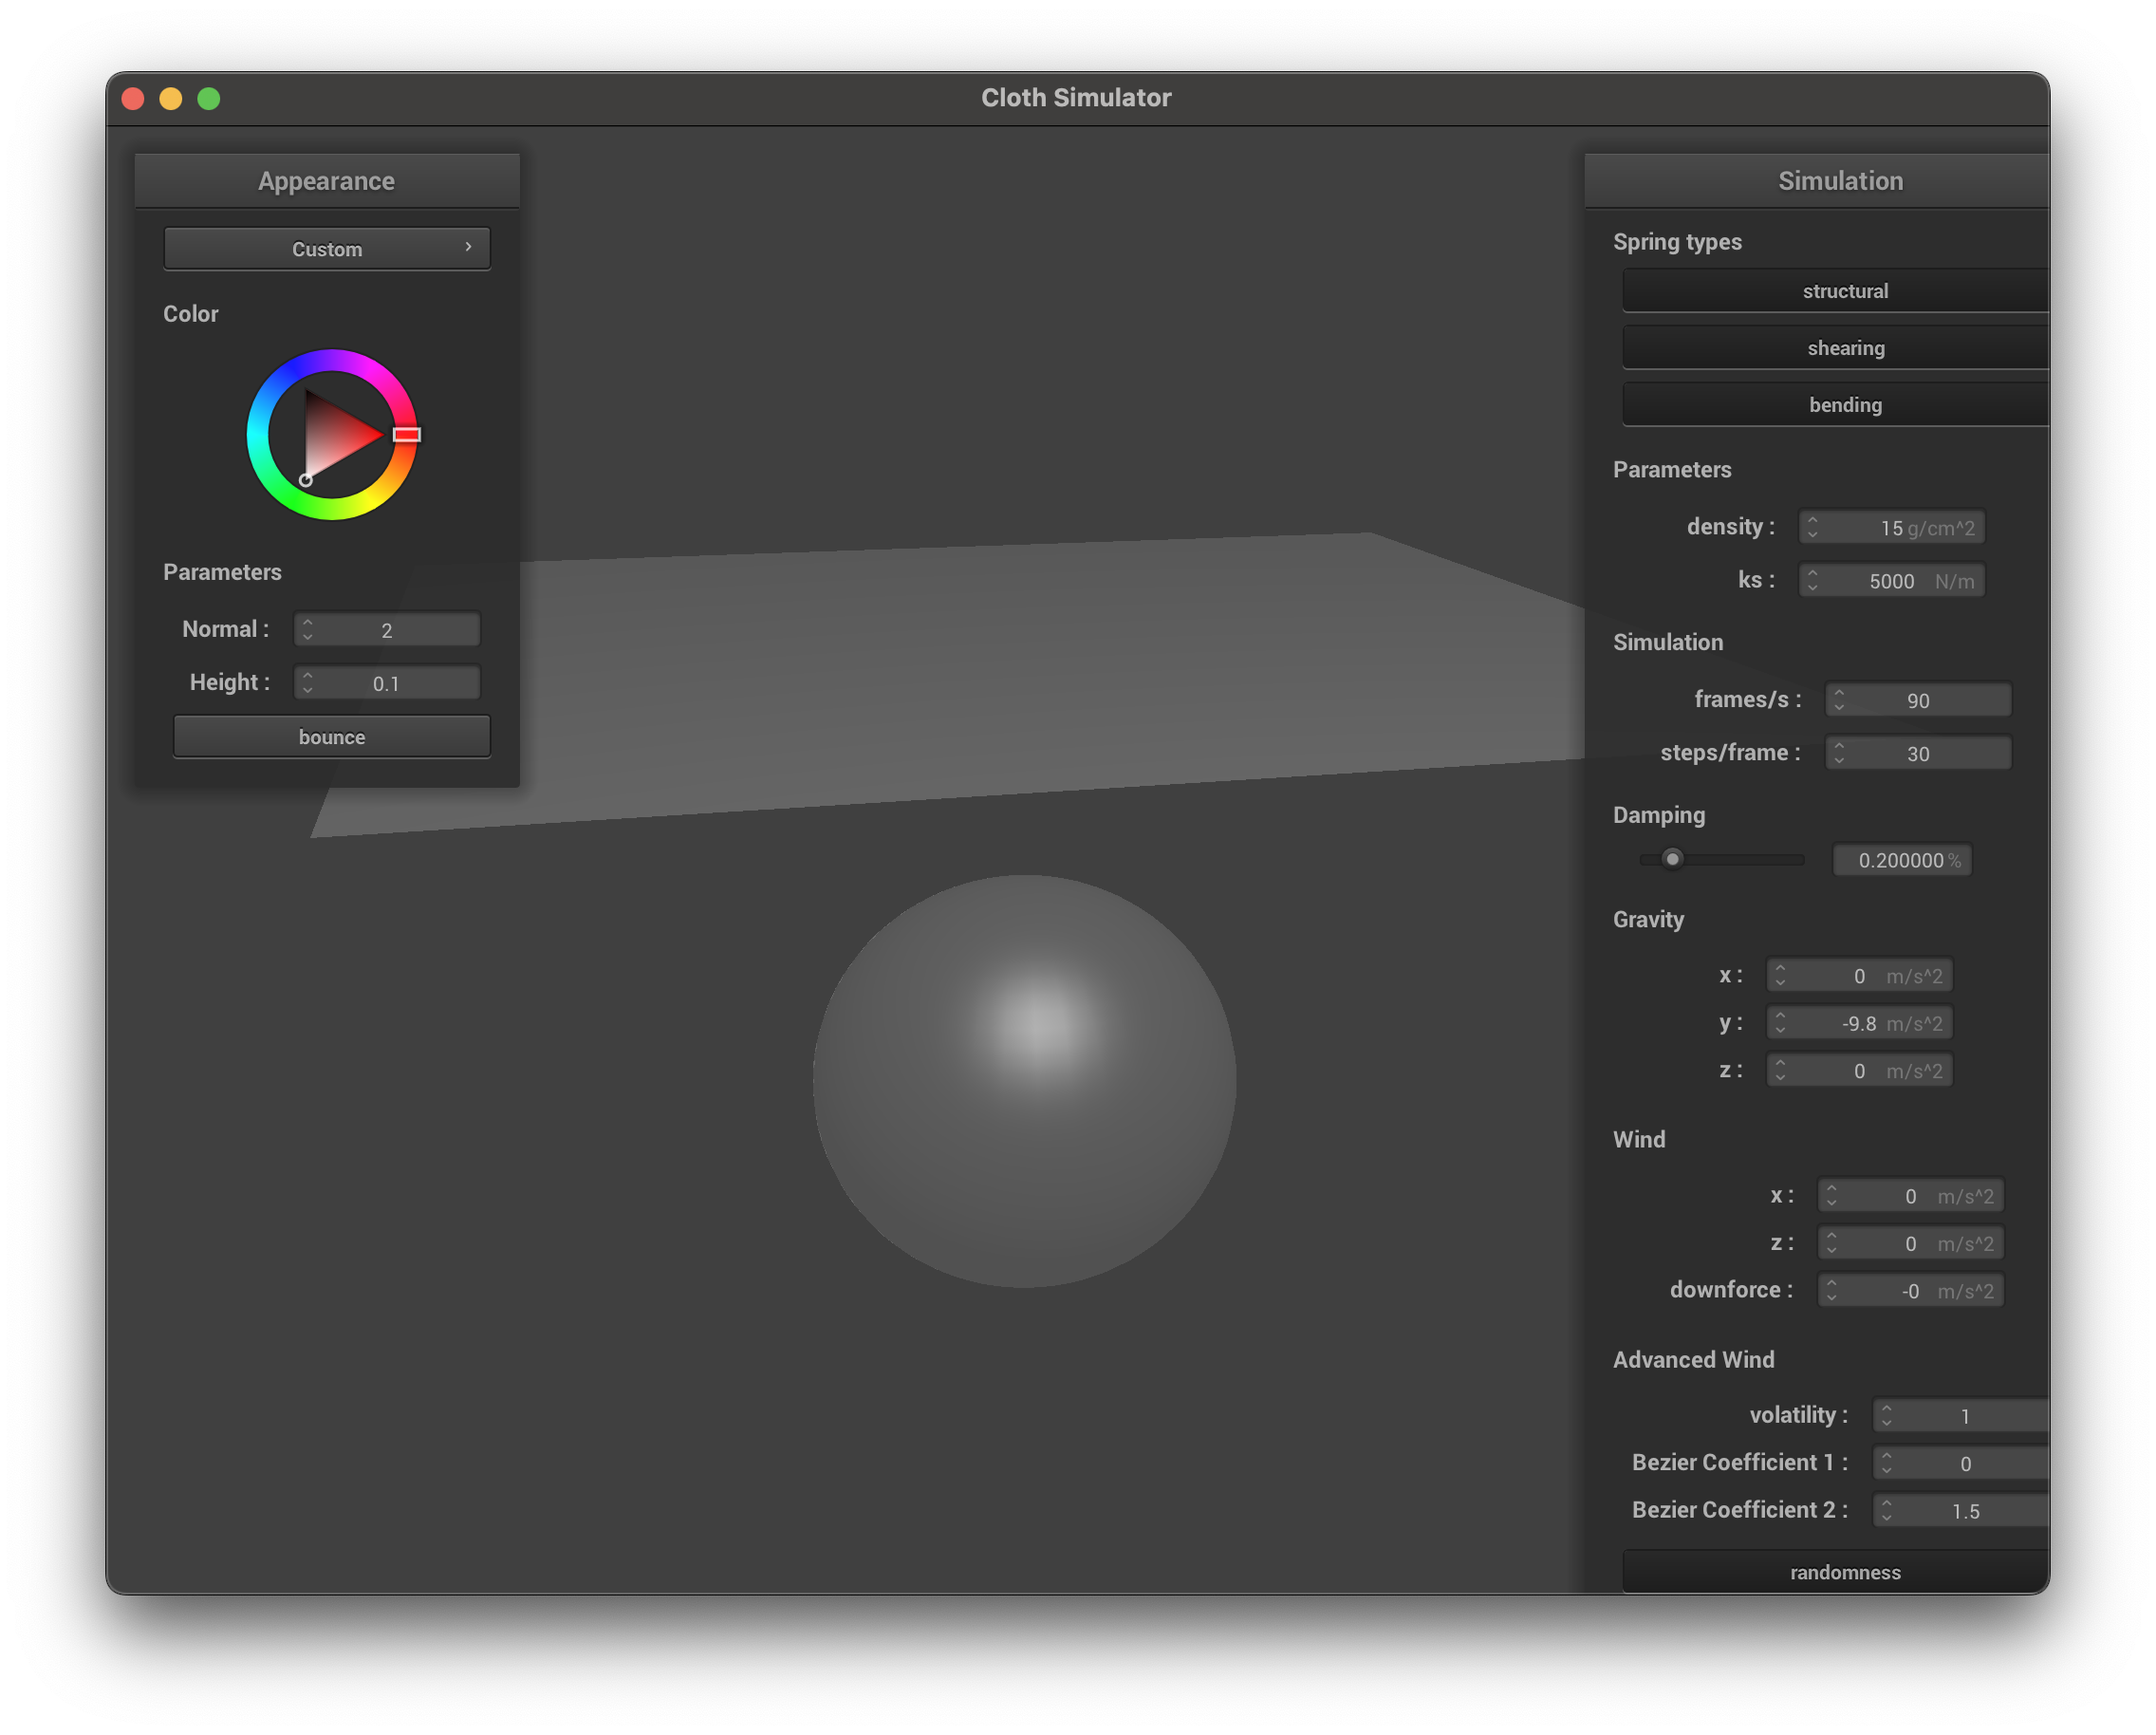 Cloth Simulator
Appearance
Custom
Color
Parameters
Normal : 2
Height : 0.1
bounce
Simulation
Spring types
structural
shearing
bending
Parameters
density : 15 g/cm^2
ks : 5000 N/m
Simulation
frames/s : 90
steps/frame : 30
Damping
0.200000 %
Gravity
x : 0 m/s^2
y : -9.8 m/s^2
z : 0 m/s^2
Wind
x : 0 m/s^2
z : 0 m/s^2
downforce : -0 m/s^2
Advanced Wind
volatility : 1
Bezier Coefficient 1 : 0
Bezier Coefficient 2 : 1.5
randomness